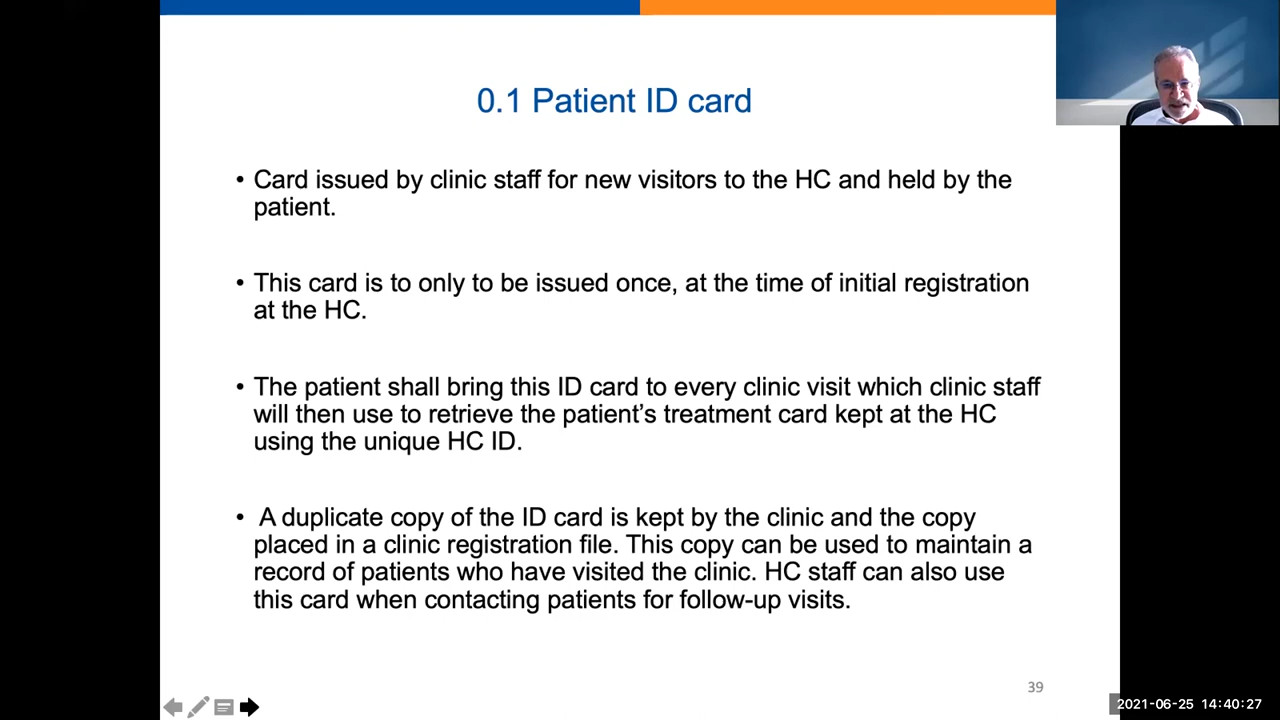 0.1 Patient ID card
• Card issued by clinic staff for new visitors to the HC and held by the
patient.
• This card is to only to be issued once, at the time of initial registration
at the HC.
• The patient shall bring this ID card to every clinic visit which clinic staff
will then use to retrieve the patient’s treatment card kept at the HC
using the unique HC ID.
• A duplicate copy of the ID card is kept by the clinic and the copy
placed in a clinic registration file. This copy can be used to maintain a
record of patients who have visited the clinic. HC staff can also use
this card when contacting patients for follow-up visits.
39
2021-06-25 14:40:27